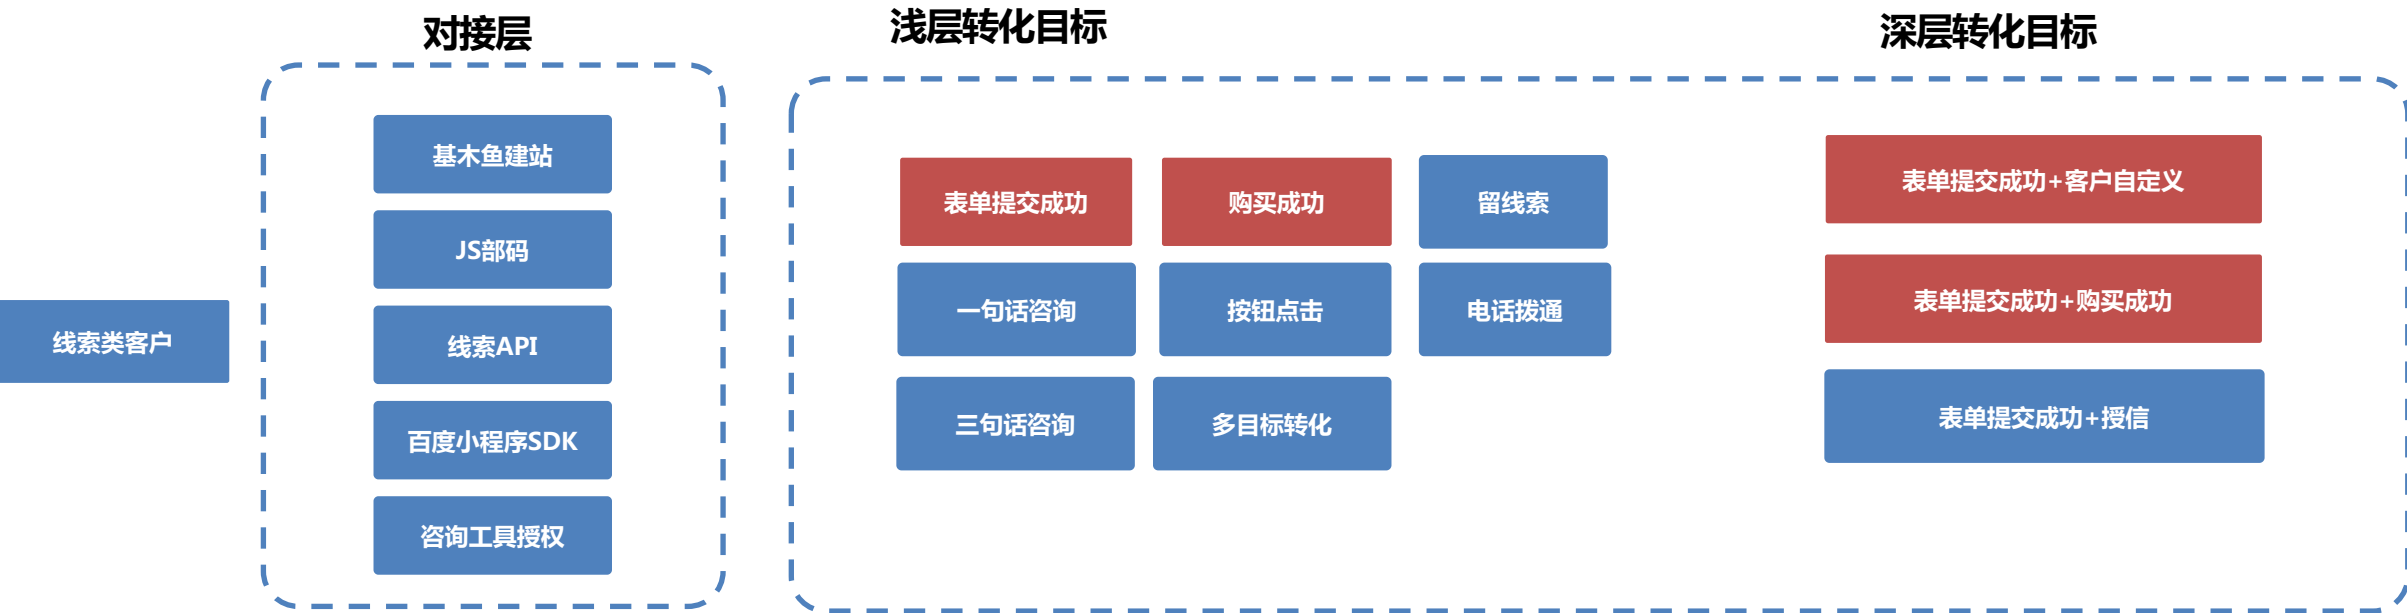 对接层
浅层转化目标
深层转化目标
线索类客户
基木鱼建站
JS部码
线索API
百度小程序SDK
咨询工具授权
表单提交成功
购买成功
留线索
一句话咨询
按钮点击
电话拨通
三句话咨询
多目标转化
表单提交成功+客户自定义
表单提交成功+购买成功
表单提交成功+授信